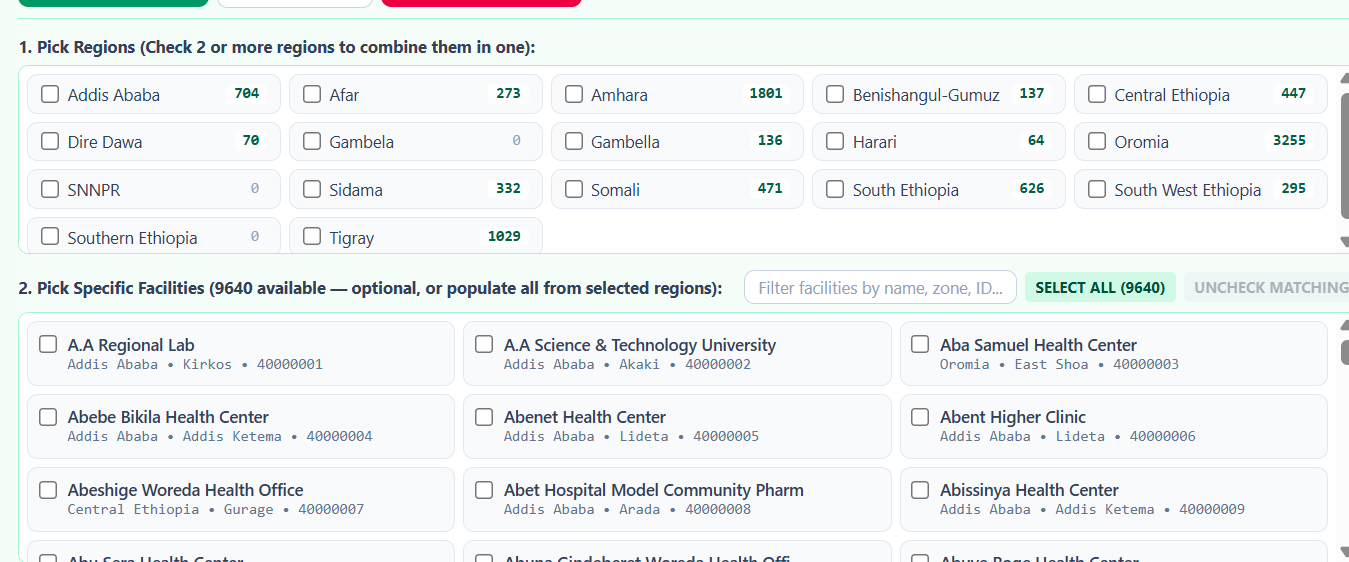 1. Pick Regions (Check 2 or more regions to combine them in one):
Addis Ababa 704 Afar 273 Amhara 1801 Benishangul-Gumuz 137 Central Ethiopia 447
Dire Dawa 70 Gambela 0 Gambella 136 Harari 64 Oromia 3255
SNNPR 0 Sidama 332 Somali 471 South Ethiopia 626 South West Ethiopia 295
Southern Ethiopia 0 Tigray 1029
2. Pick Specific Facilities (9640 available — optional, or populate all from selected regions): Filter facilities by name, zone, ID... SELECT ALL (9640) UNCHECK MATCHING
A.A Regional Lab
Addis Ababa • Kirkos • 40000001
A.A Science & Technology University
Addis Ababa • Akaki • 40000002
Aba Samuel Health Center
Oromia • East Shoa • 40000003
Abebe Bikila Health Center
Addis Ababa • Addis Ketema • 40000004
Abenet Health Center
Addis Ababa • Lideta • 40000005
Abent Higher Clinic
Addis Ababa • Lideta • 40000006
Abeshige Woreda Health Office
Central Ethiopia • Gurage • 40000007
Abet Hospital Model Community Pharm
Addis Ababa • Arada • 40000008
Abissinya Health Center
Addis Ababa • Addis Ketema • 40000009